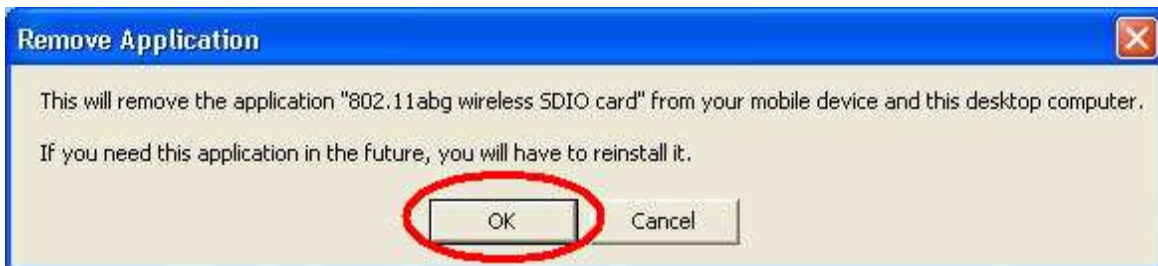 Remove Application
This will remove the application "802.11abg wireless SDIO card" from your mobile device and this desktop computer.
If you need this application in the future, you will have to reinstall it.
OK Cancel